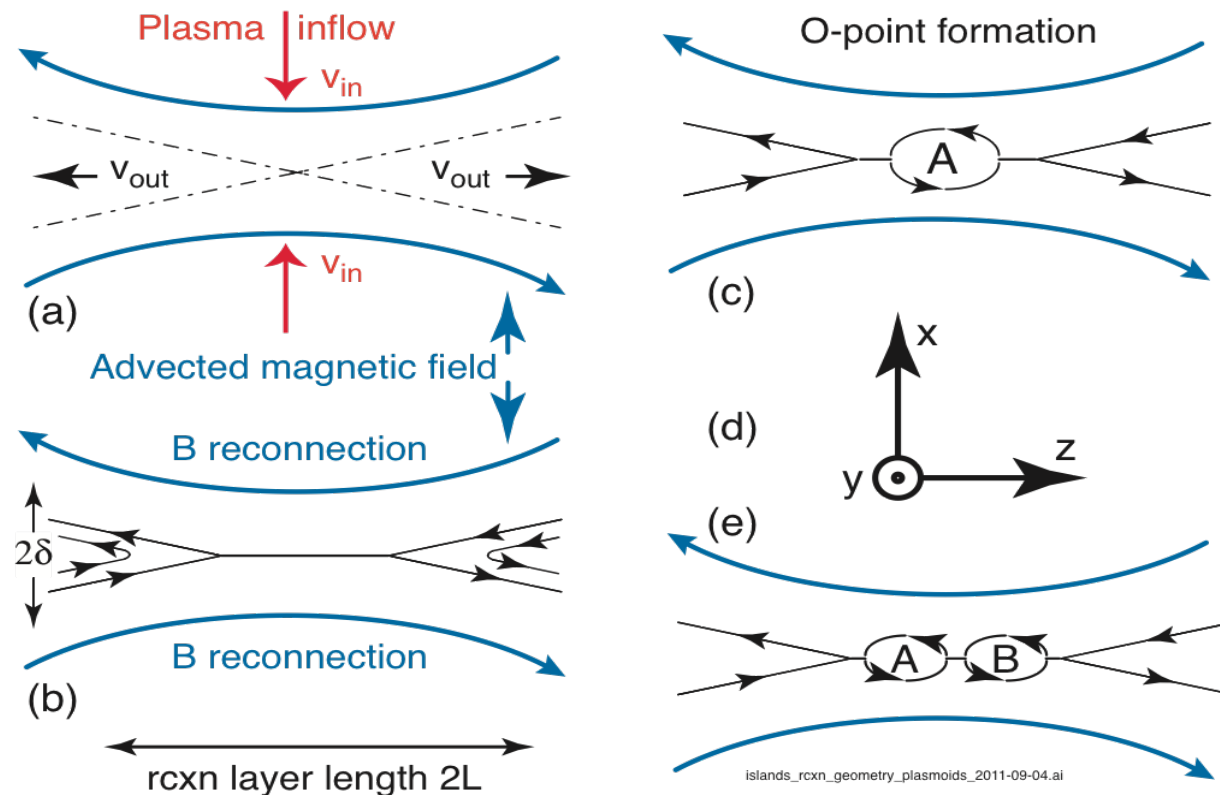 Plasma inflow
v_in
v_out
v_out
v_in
(a)
Advected magnetic field
B reconnection
2δ
B reconnection
(b)
rcxn layer length 2L
O-point formation
A
(c)
x
(d)
y
z
(e)
A
B
islands_rcxn_geometry_plasmoids_2011-09-04.ai